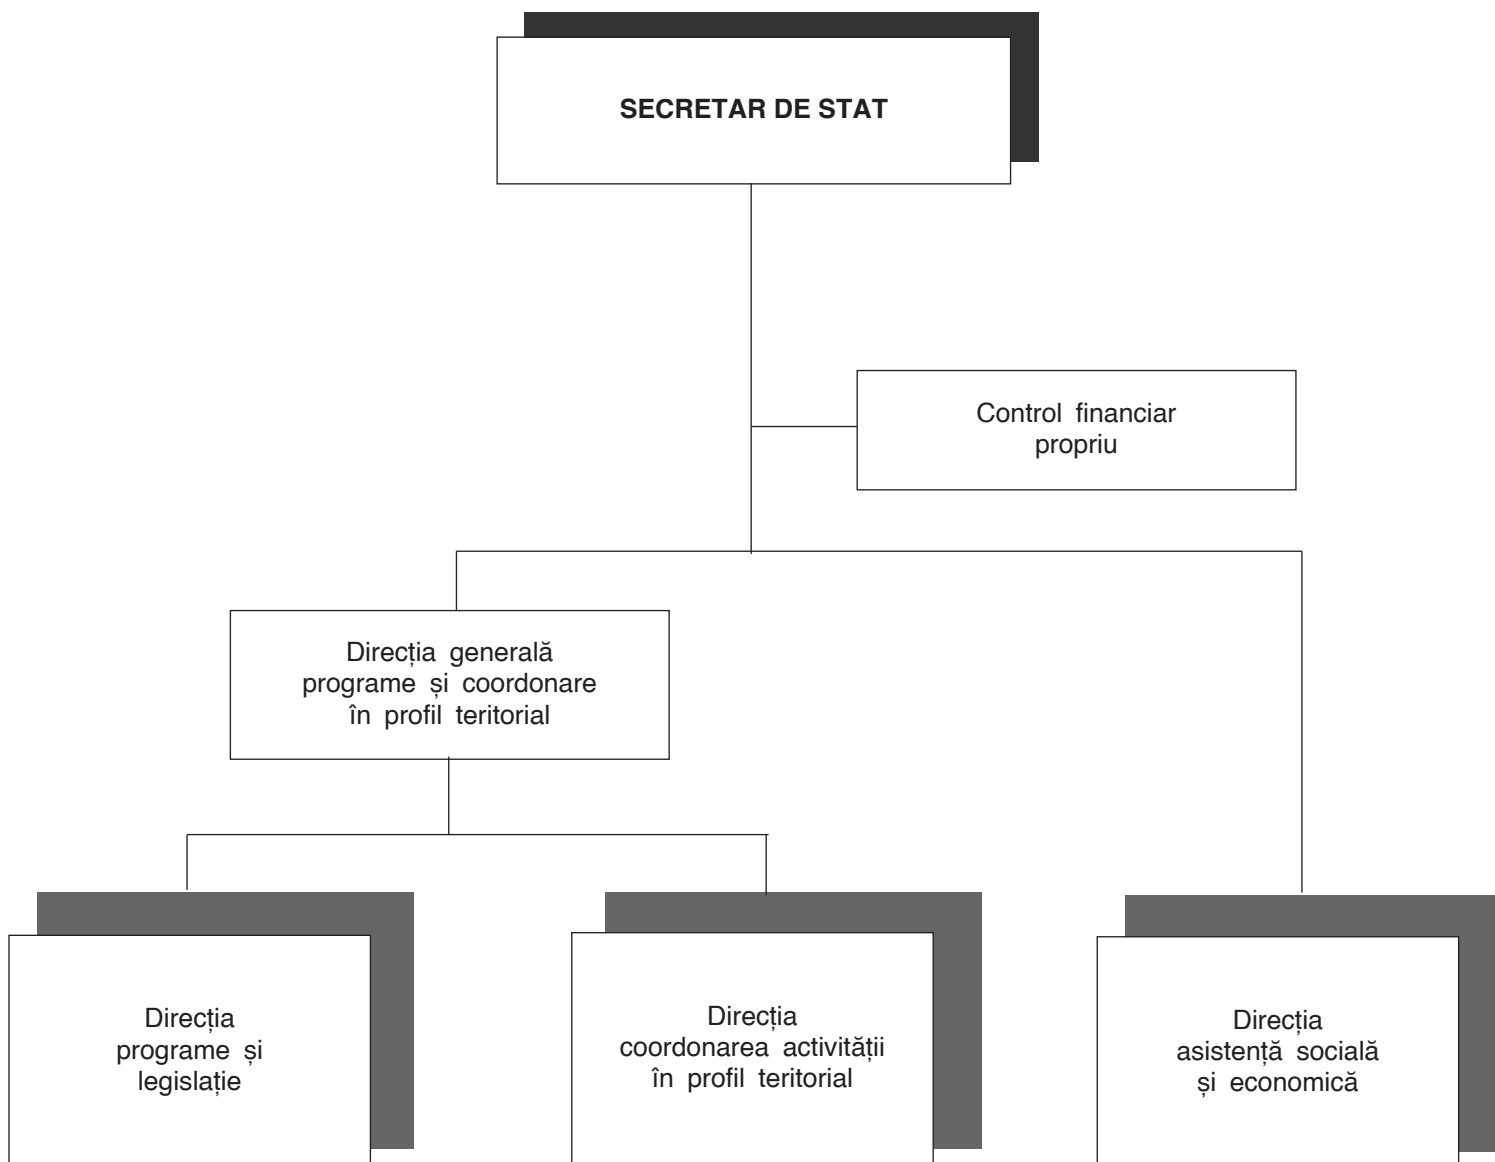 SECRETAR DE STAT
Control financiar
propriu
Direcția generală
programe și coordonare
în profil teritorial
Direcția
programe și
legislație
Direcția
coordonarea activității
în profil teritorial
Direcția
asistență socială
și economică